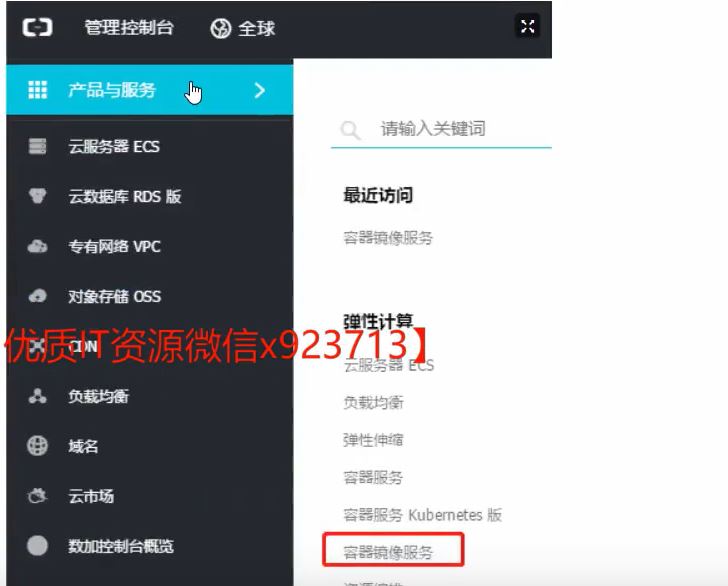 管理控制台
全球
产品与服务
云服务器 ECS
云数据库 RDS 版
专有网络 VPC
对象存储 OSS
CDN
负载均衡
域名
云市场
数加控制台概览
请输入关键词
最近访问
容器镜像服务
弹性计算
云服务器 ECS
负载均衡
弹性伸缩
容器服务
容器服务 Kubernetes 版
容器镜像服务
优质IT资源微信x923713】